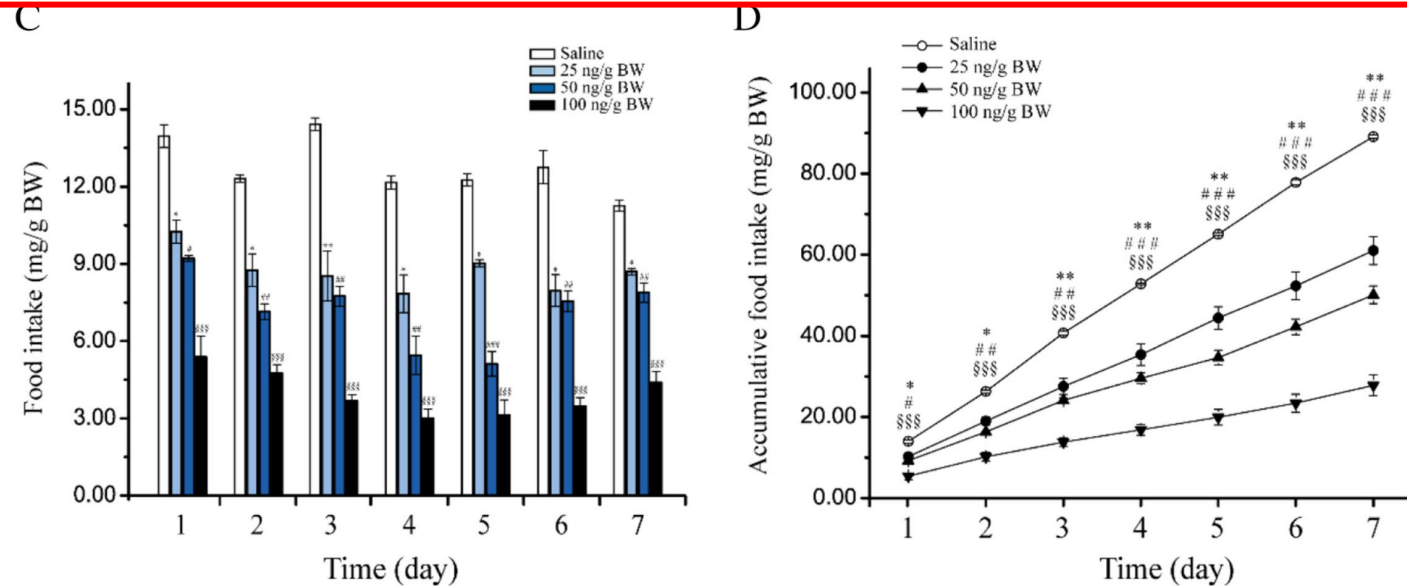 C
Saline
25 ng/g BW
50 ng/g BW
100 ng/g BW
Food intake (mg/g BW)
15.00
12.00
9.00
6.00
3.00
0.00
* # §§§
* ## §§§
** ## §§§
* ## §§§
* ### §§§
* ## §§§
* ## §§§
1 2 3 4 5 6 7
Time (day)
D
Saline
25 ng/g BW
50 ng/g BW
100 ng/g BW
Accumulative food intake (mg/g BW)
100.00
80.00
60.00
40.00
20.00
0.00
*
#
§§§
*
##
§§§
**
##
§§§
**
###
§§§
**
###
§§§
**
###
§§§
**
###
§§§
1 2 3 4 5 6 7
Time (day)